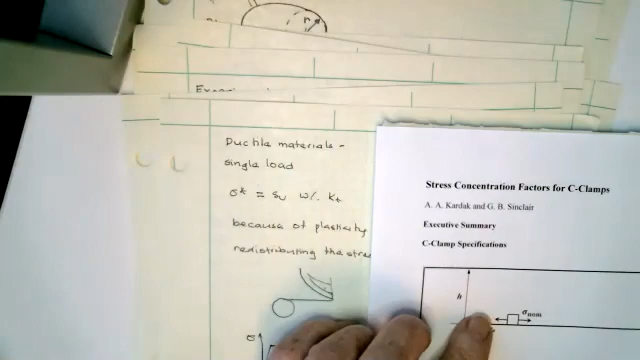 r
Ductile materials -
single load
σ* = Su w/. Kt
because of plasticity
redistributing the
σ
Stress Concentration Factors for C-Clamps
A. A. Kardak and G. B. Sinclair
Executive Summary
C-Clamp Specifications
h
σnom